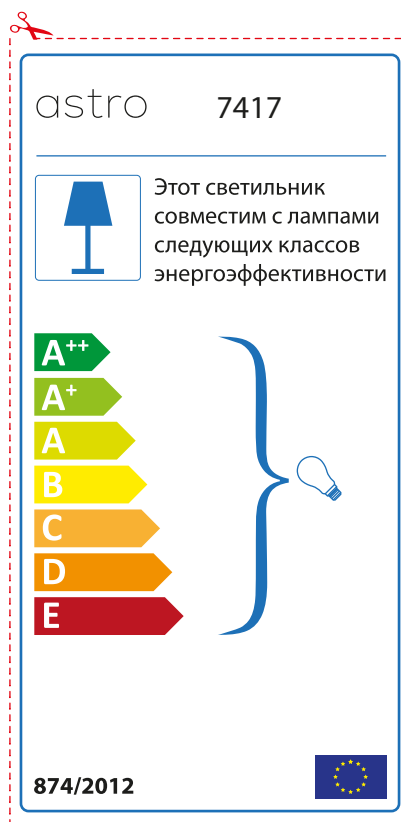 astro 7417
Этот светильник
совместим с лампами
следующих классов
энергоэффективности
A++
A+
A
B
C
D
E
874/2012